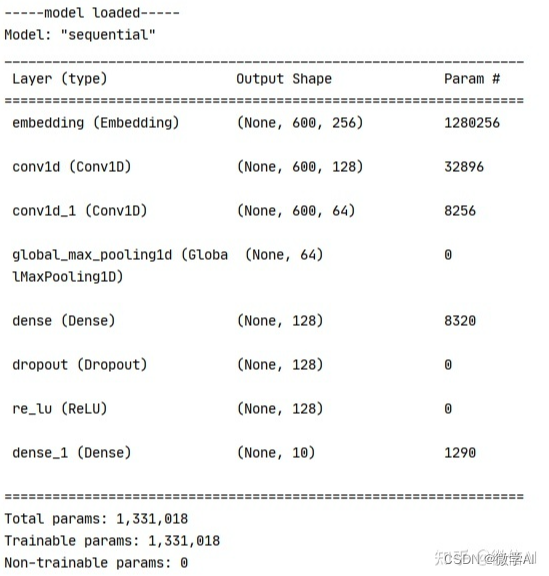 -----model loaded-----
Model: "sequential"
_________________________________________________________________
Layer (type) Output Shape Param #
=================================================================
embedding (Embedding) (None, 600, 256) 1280256
conv1d (Conv1D) (None, 600, 128) 32896
conv1d_1 (Conv1D) (None, 600, 64) 8256
global_max_pooling1d (Globa (None, 64) 0
lMaxPooling1D)
dense (Dense) (None, 128) 8320
dropout (Dropout) (None, 128) 0
re_lu (ReLU) (None, 128) 0
dense_1 (Dense) (None, 10) 1290
=================================================================
Total params: 1,331,018
Trainable params: 1,331,018
Non-trainable params: 0
知乎
CSDN @微学AI